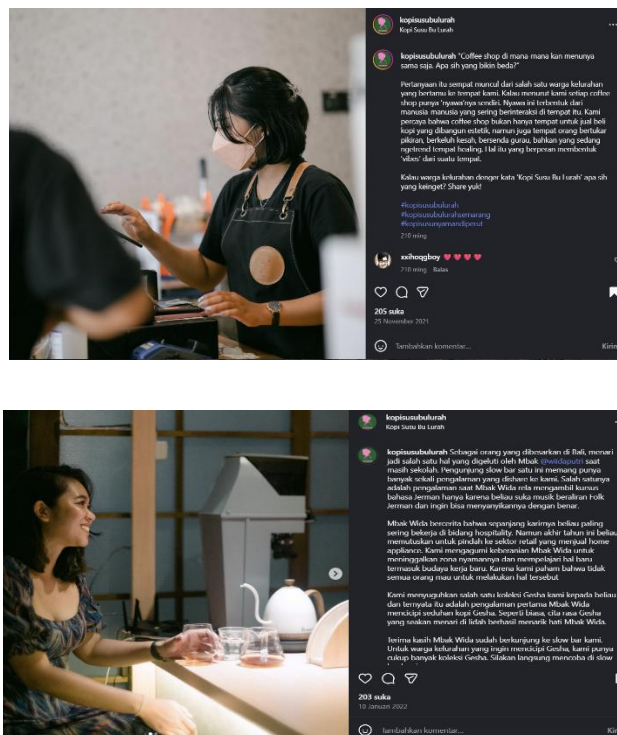 kopisusubulurah
Kopi Susu Bu Lurah
kopisusubulurah "Coffee shop di mana-mana kan menunya
sama saja. Apa sih yang bikin beda?"
Pertanyaan itu sempat muncul dari salah satu warga kelurahan
yang bertamu ke tempat kami. Kalau menurut kami setiap coffee
shop punya 'nyawa'nya sendiri. Nyawa ini terbentuk dari
manusia-manusia yang sering berinteraksi di tempat itu. Kami
percaya bahwa coffee shop bukan hanya tempat untuk jual beli
kopi yang dibangun estetik, namun juga tempat orang bertukar
pikiran, berkeluh kesah, bersenda gurau, bahkan yang sedang
ngetrend tempat healing. Hal itu yang berperan membentuk
'vibes' dari suatu tempat.
Kalau warga kelurahan denger kata 'Kopi Susu Bu Lurah' apa sih
yang keinget? Share yuk!
#kopisusubulurah
#kopisusubulurahsemarang
#kopisusunyamandiperut
210 ming
xxihoqgboy
210 ming Balas
205 suka
25 November 2021
Tambahkan komentar...
Kirim
kopisusubulurah
Kopi Susu Bu Lurah
kopisusubulurah Sebagai orang yang dibesarkan di Bali, menari
jadi salah satu hal yang digeluti oleh Mbak @wiidaputri saat
masih sekolah. Pengunjung slow bar satu ini memang punya
banyak sekali pengalaman yang dishare ke kami. Salah satunya
adalah pengalaman saat Mbak Wida rela mengambil kursus
bahasa Jerman hanya karena beliau suka musik beraliran Folk
Jerman dan ingin bisa menyanyikannya dengan benar.
Mbak Wida bercerita bahwa sepanjang karirnya beliau paling
sering bekerja di bidang hospitality. Namun akhir tahun ini beliau
memutuskan untuk pindah ke sektor retail yang menjual home
appliance. Kami mengagumi keberanian Mbak Wida untuk
meninggalkan zona nyamannya dan mempelajari hal baru
termasuk budaya kerja baru. Karena kami paham bahwa tidak
semua orang mau untuk melakukan hal tersebut
Kami menyuguhkan salah satu koleksi Gesha kami kepada beliau
dan ternyata itu adalah pengalaman pertama Mbak Wida
mencicipi seduhan kopi Gesha. Seperti biasa, cita rasa Gesha
yang seakan menari di lidah berhasil menarik hati Mbak Wida.
Terima kasih Mbak Wida sudah berkunjung ke slow bar kami.
Untuk warga kelurahan yang ingin mencicipi Gesha, kami punya
cukup banyak koleksi Gesha. Silakan langsung mencoba di slow
203 suka
10 Januari 2022
Tambahkan komentar...